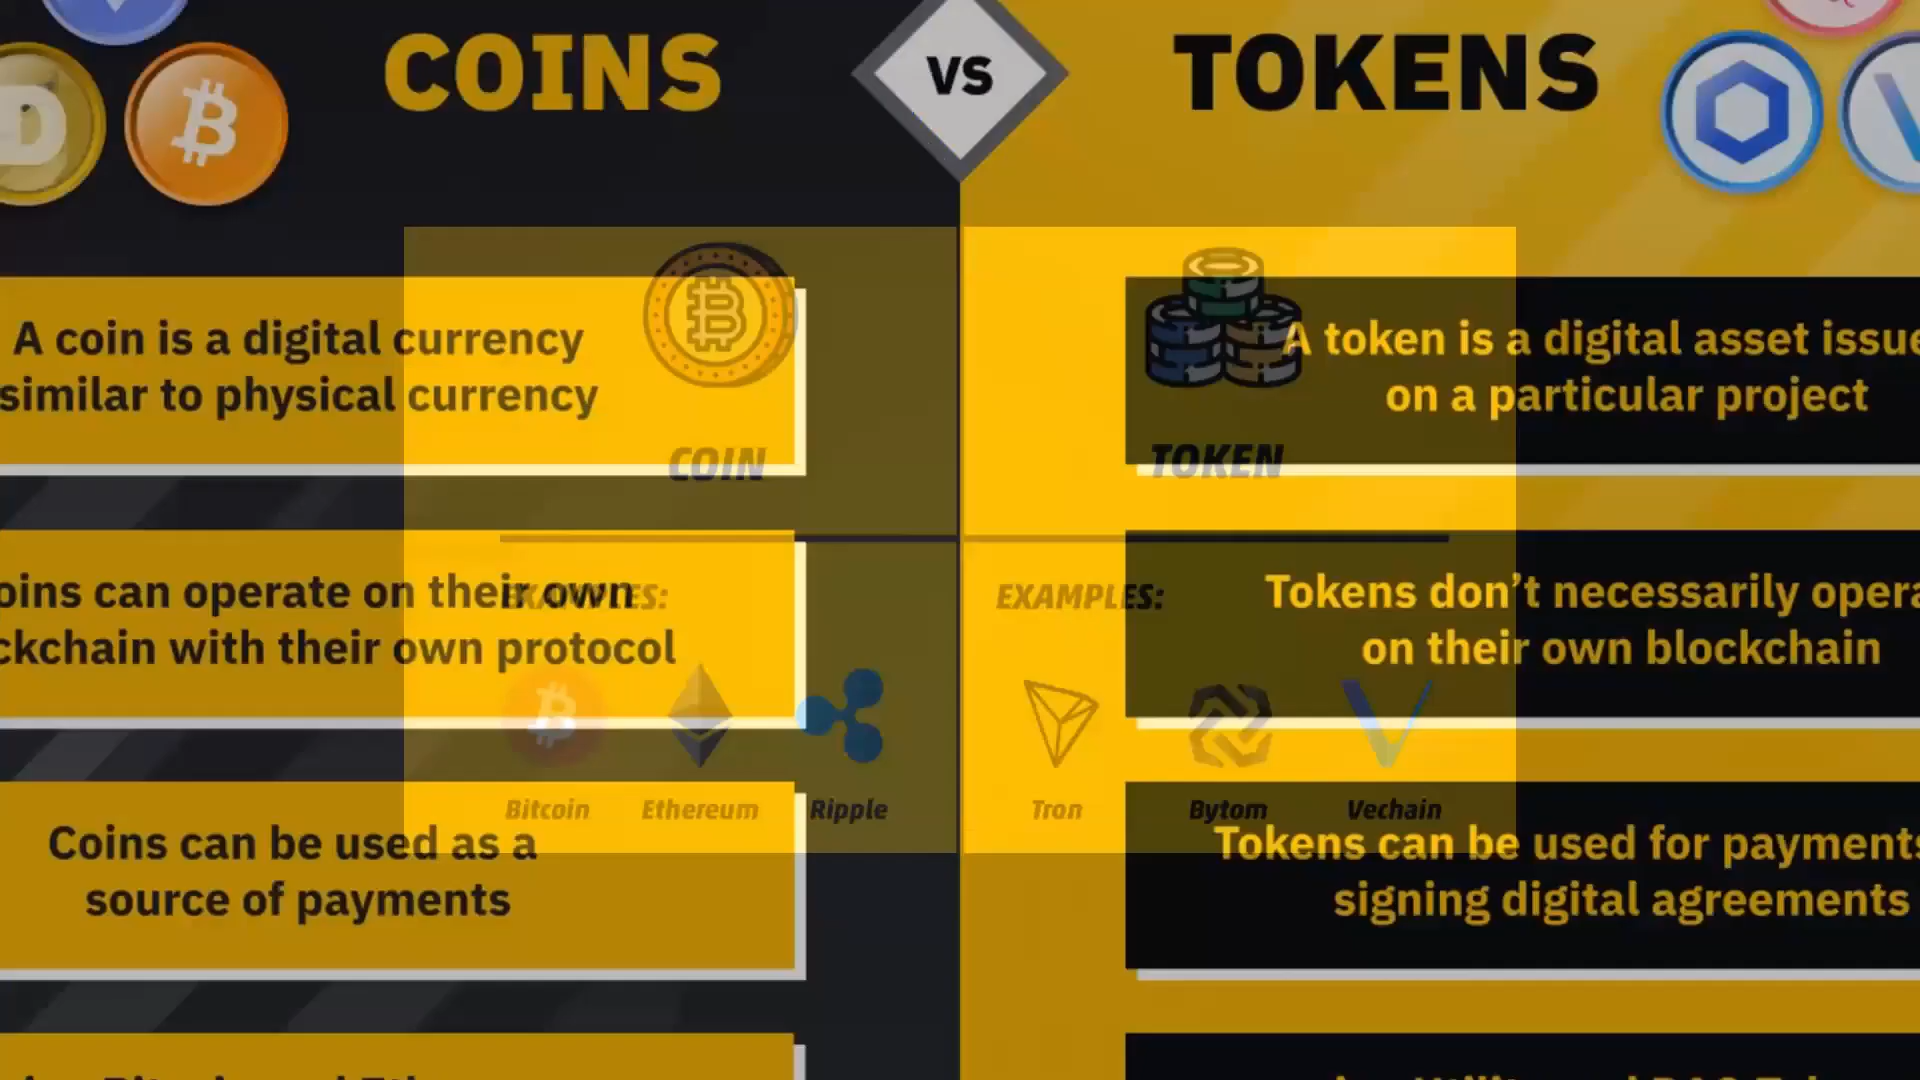 COINS
VS
TOKENS
A coin is a digital currency
similar to physical currency
A token is a digital asset issue
on a particular project
COIN
TOKEN
oins can operate on their own
ckchain with their own protocol
Tokens don't necessarily opera
on their own blockchain
EXAMPLES:
EXAMPLES:
Bitcoin
Ethereum
Ripple
Tron
Bytom
Vechain
Coins can be used as a
source of payments
Tokens can be used for payments
signing digital agreements